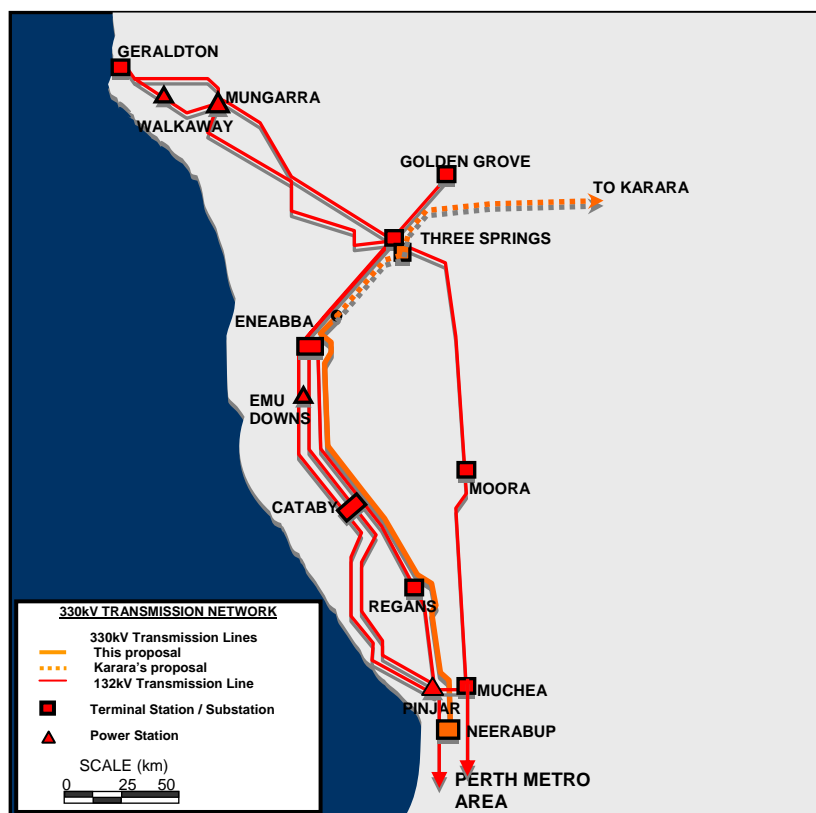 GERALDTON
MUNGARRA
WALKAWAY
GOLDEN GROVE
TO KARARA
THREE SPRINGS
ENEABBA
EMU
DOWNS
MOORA
CATABY
REGANS
MUCHEA
PINJAR
NEERABUP
PERTH METRO
AREA
330kV TRANSMISSION NETWORK
330kV Transmission Lines
This proposal
Karara's proposal
132kV Transmission Line
Terminal Station / Substation
Power Station
SCALE (km)
0 25 50